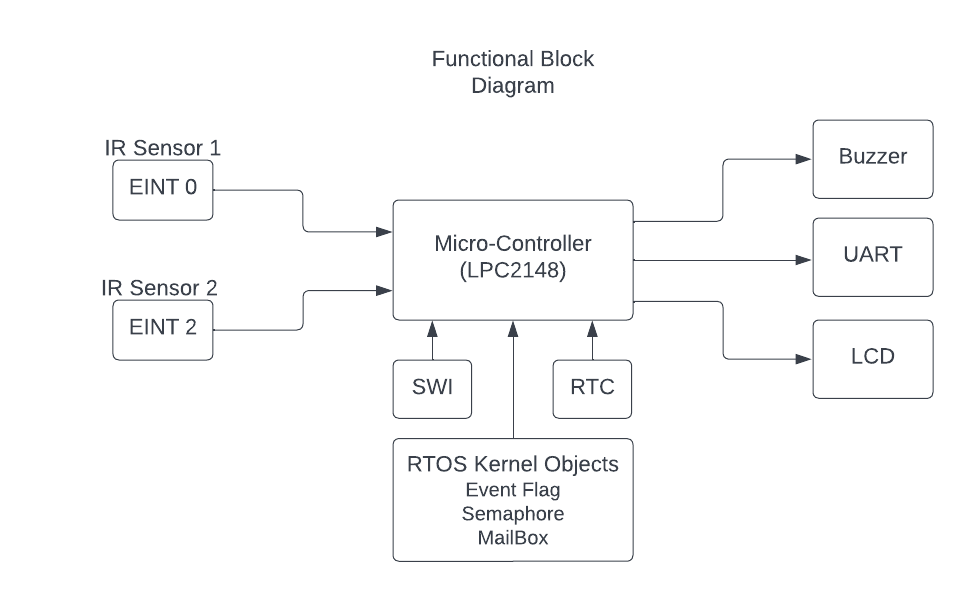 Functional Block
Diagram
IR Sensor 1
EINT 0
IR Sensor 2
EINT 2
Micro-Controller
(LPC2148)
Buzzer
UART
LCD
SWI
RTC
RTOS Kernel Objects
Event Flag
Semaphore
MailBox